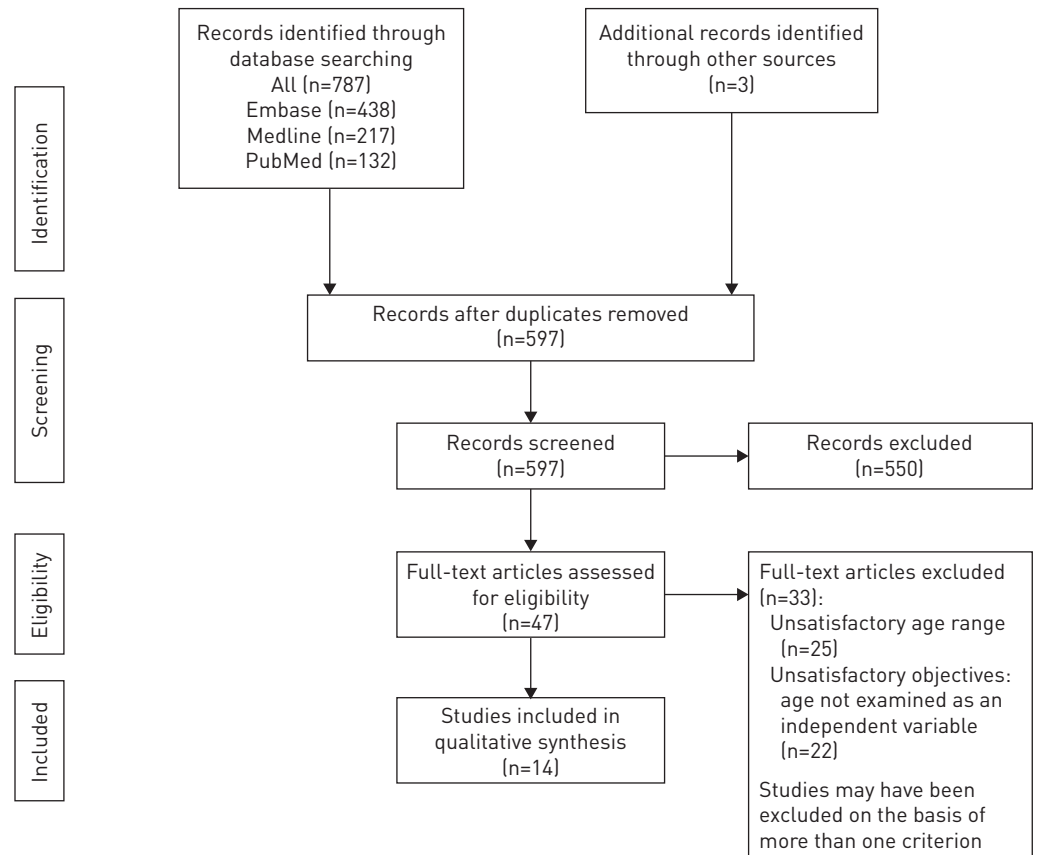 Records identified through
database searching
All (n=787)
Embase (n=438)
Medline (n=217)
PubMed (n=132)
Additional records identified
through other sources
(n=3)
Identification
Records after duplicates removed
(n=597)
Screening
Records screened
(n=597)
Records excluded
(n=550)
Eligibility
Full-text articles assessed
for eligibility
(n=47)
Full-text articles excluded
(n=33):
Unsatisfactory age range
(n=25)
Unsatisfactory objectives:
age not examined as an
independent variable
(n=22)
Studies may have been
excluded on the basis of
more than one criterion
Included
Studies included in
qualitative synthesis
(n=14)